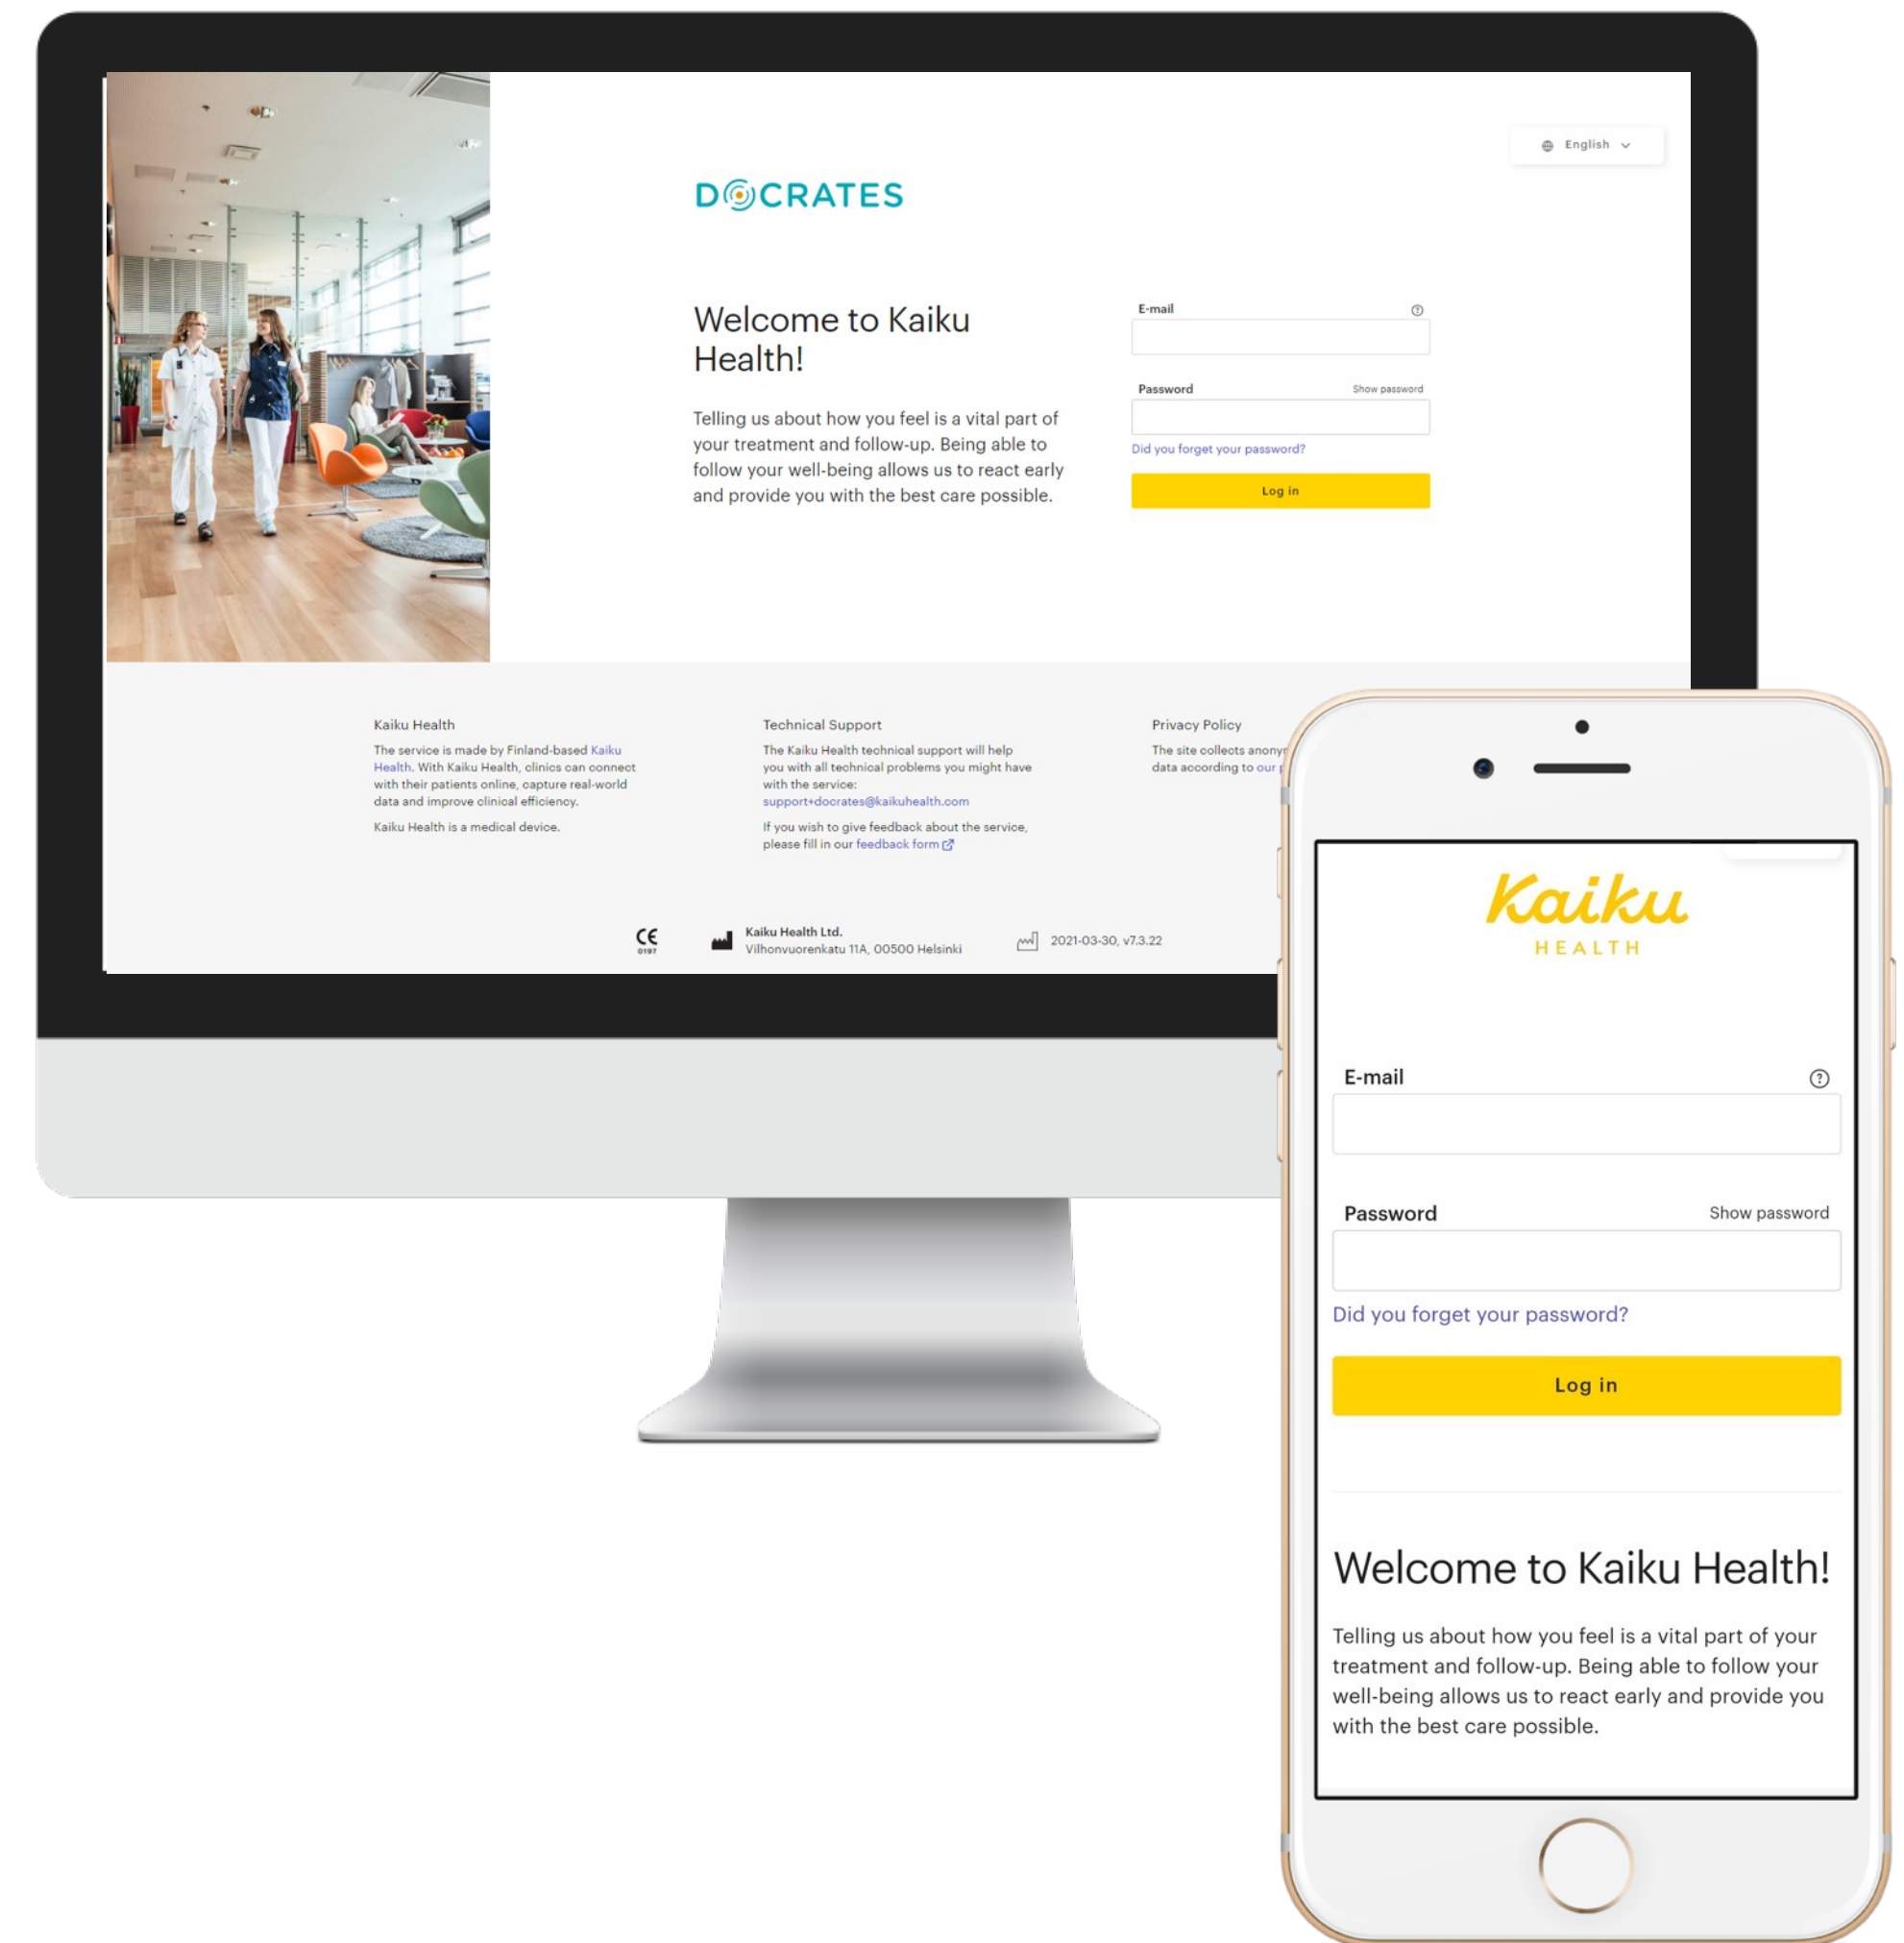 English
DOCRATES
Welcome to Kaiku
Health!
Telling us about how you feel is a vital part of
your treatment and follow-up. Being able to
follow your well-being allows us to react early
and provide you with the best care possible.
E-mail
Password Show password
Did you forget your password?
Log in
Kaiku Health
The service is made by Finland-based Kaiku
Health. With Kaiku Health, clinics can connect
with their patients online, capture real-world
data and improve clinical efficiency.
Kaiku Health is a medical device.
Technical Support
The Kaiku Health technical support will help
you with all technical problems you might have
with the service:
support+docrates@kaikuhealth.com
If you wish to give feedback about the service,
please fill in our feedback form
Privacy Policy
The site collects
data according to our
CE
0197
Kaiku Health Ltd.
Vilhonvuorenkatu 11A, 00500 Helsinki
2021-03-30, v7.3.22
Kaiku
HEALTH
E-mail
Password Show password
Did you forget your password?
Log in
Welcome to Kaiku Health!
Telling us about how you feel is a vital part of your
treatment and follow-up. Being able to follow your
well-being allows us to react early and provide you
with the best care possible.